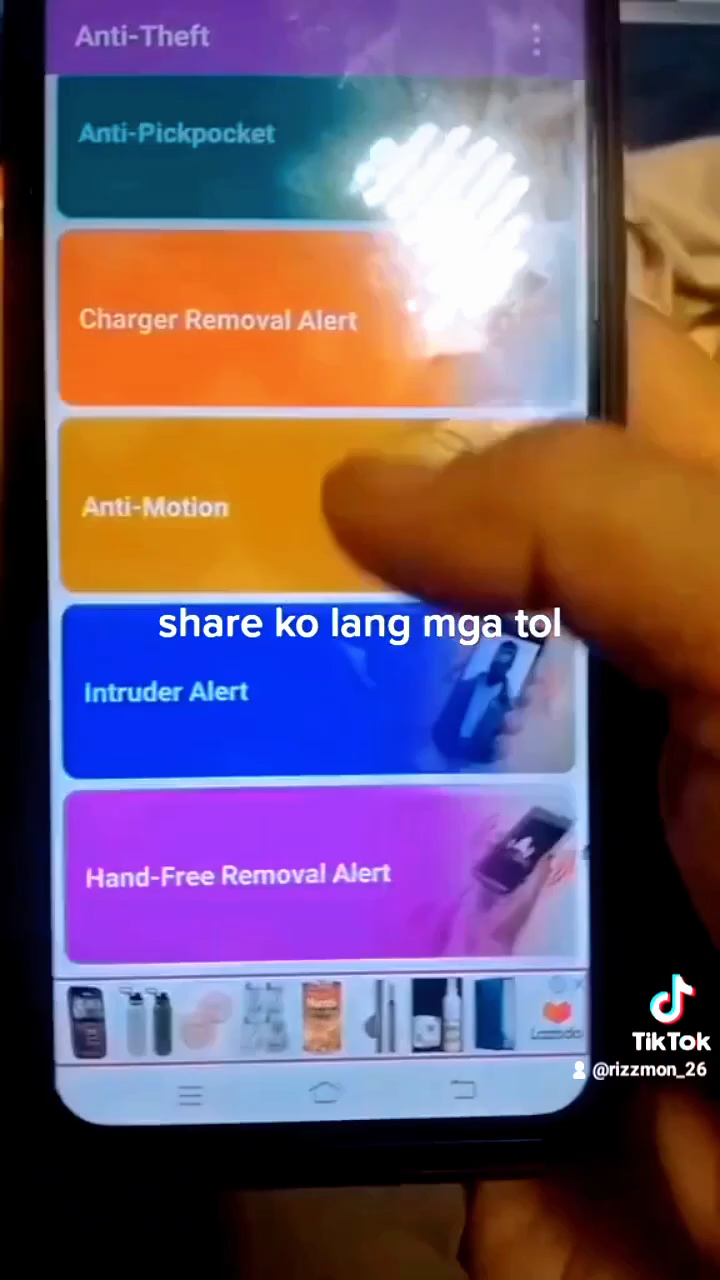 Anti-Theft
Anti-Pickpocket
Charger Removal Alert
Anti-Motion
share ko lang mga tol
Intruder Alert
Hand-Free Removal Alert
Lazada
TikTok
@rizzmon_26